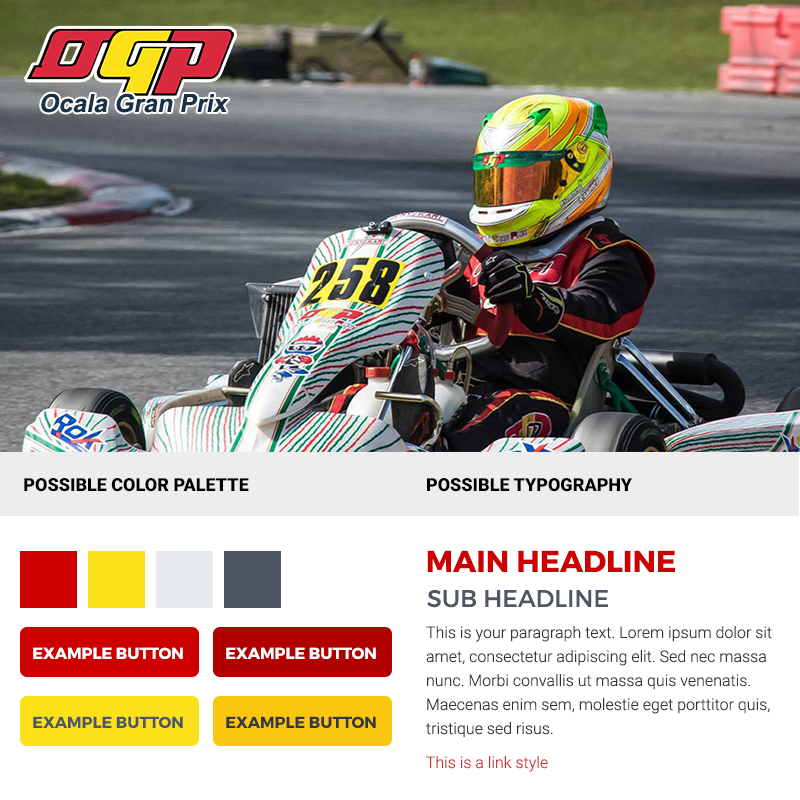 OGP
Ocala Gran Prix
OGP
258
OGP
Rok
POSSIBLE COLOR PALETTE
POSSIBLE TYPOGRAPHY
EXAMPLE BUTTON
EXAMPLE BUTTON
EXAMPLE BUTTON
EXAMPLE BUTTON
MAIN HEADLINE
SUB HEADLINE
This is your paragraph text. Lorem ipsum dolor sit
amet, consectetur adipiscing elit. Sed nec massa
nunc. Morbi convallis ut massa quis venenatis.
Maecenas enim sem, molestie eget porttitor quis,
tristique sed risus.
This is a link style